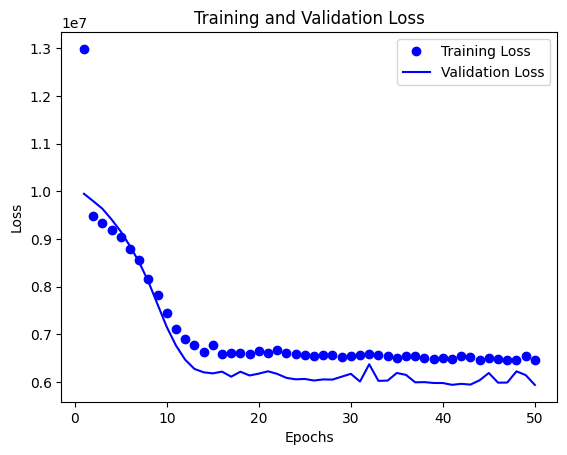 Training and Validation Loss
1e7
Training Loss
Validation Loss
1.3
1.2
1.1
1.0
0.9
0.8
0.7
0.6
Loss
0 10 20 30 40 50
Epochs